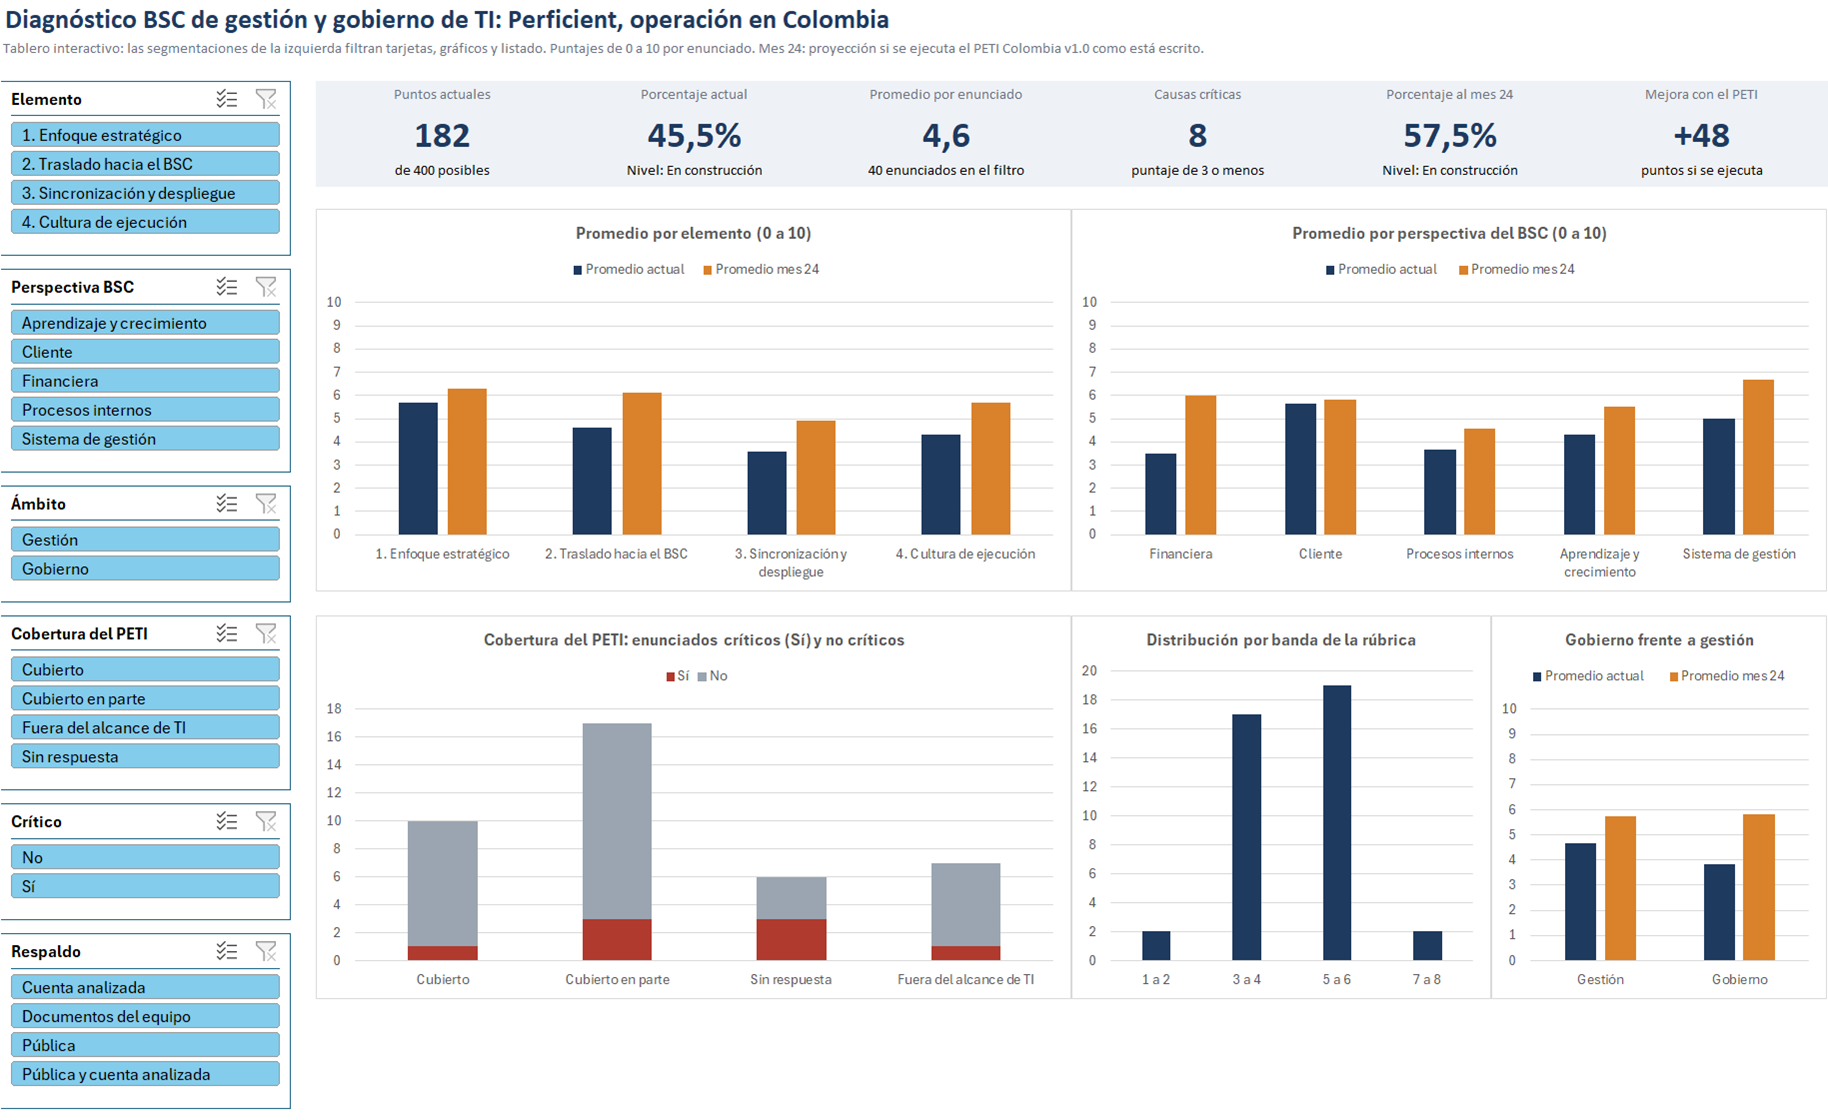 Diagnóstico BSC de gestión y gobierno de TI: Perficient, operación en Colombia
Tablero interactivo: las segmentaciones de la izquierda filtran tarjetas, gráficos y listado. Puntajes de 0 a 10 por enunciado. Mes 24: proyección si se ejecuta el PETI Colombia v1.0 como está escrito.
Elemento
1. Enfoque estratégico
2. Traslado hacia el BSC
3. Sincronización y despliegue
4. Cultura de ejecución
Perspectiva BSC
Aprendizaje y crecimiento
Cliente
Financiera
Procesos internos
Sistema de gestión
Ámbito
Gestión
Gobierno
Cobertura del PETI
Cubierto
Cubierto en parte
Fuera del alcance de TI
Sin respuesta
Crítico
No
Sí
Respaldo
Cuenta analizada
Documentos del equipo
Pública
Pública y cuenta analizada
Puntos actuales
182
de 400 posibles
Porcentaje actual
45,5%
Nivel: En construcción
Promedio por enunciado
4,6
40 enunciados en el filtro
Causas críticas
8
puntaje de 3 o menos
Porcentaje al mes 24
57,5%
Nivel: En construcción
Mejora con el PETI
+48
puntos si se ejecuta
Promedio por elemento (0 a 10)
Promedio actual Promedio mes 24
10
9
8
7
6
5
4
3
2
1
0
1. Enfoque estratégico
2. Traslado hacia el BSC
3. Sincronización y
despliegue
4. Cultura de ejecución
Promedio por perspectiva del BSC (0 a 10)
Promedio actual Promedio mes 24
10
9
8
7
6
5
4
3
2
1
0
Financiera
Cliente
Procesos internos
Aprendizaje y
crecimiento
Sistema de gestión
Cobertura del PETI: enunciados críticos (Sí) y no críticos
Sí No
18
16
14
12
10
8
6
4
2
0
Cubierto
Cubierto en parte
Sin respuesta
Fuera del alcance de TI
Distribución por banda de la rúbrica
20
18
16
14
12
10
8
6
4
2
0
1 a 2
3 a 4
5 a 6
7 a 8
Gobierno frente a gestión
Promedio actual Promedio mes 24
10
9
8
7
6
5
4
3
2
1
0
Gestión
Gobierno